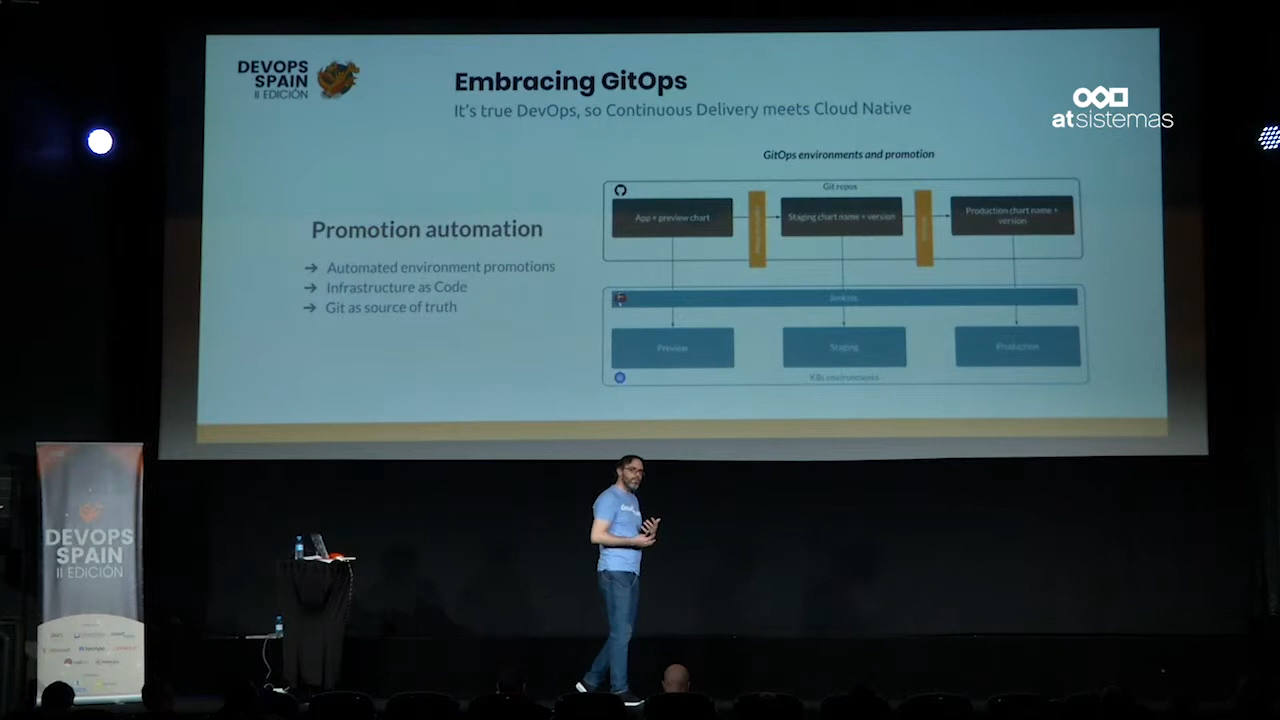 DEVOPS
SPAIN
II EDICIÓN
Embracing GitOps
It's true DevOps, so Continuous Delivery meets Cloud Native
atsistemas
GitOps environments and promotion
Git repos
App + preview chart
Staging chart name + version
Production chart name +
version
Promotion automation
➔ Automated environment promotions
➔ Infrastructure as Code
➔ Git as source of truth
Jenkins
Preview
Staging
Production
K8s environments
DEVOPS
SPAIN
II EDICIÓN